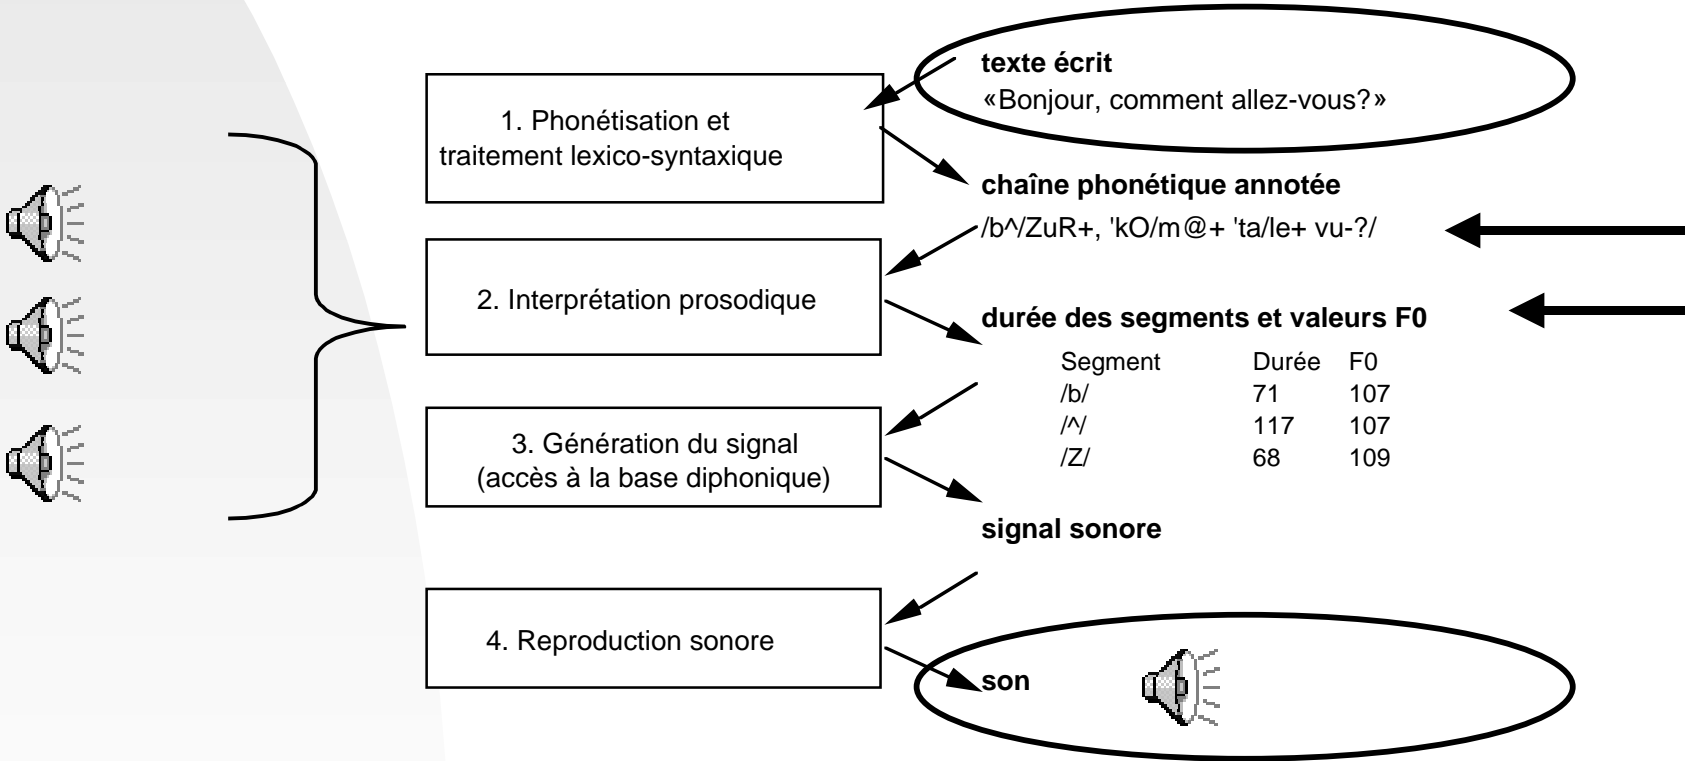 texte écrit
«Bonjour, comment allez-vous?»
1. Phonétisation et
traitement lexico-syntaxique
chaîne phonétique annotée
/b^/ZuR+, 'kO/m@+ 'ta/le+ vu-?/
2. Interprétation prosodique
durée des segments et valeurs F0
Segment Durée F0
/b/ 71 107
/^/ 117 107
/Z/ 68 109
3. Génération du signal
(accès à la base diphonique)
signal sonore
4. Reproduction sonore
son